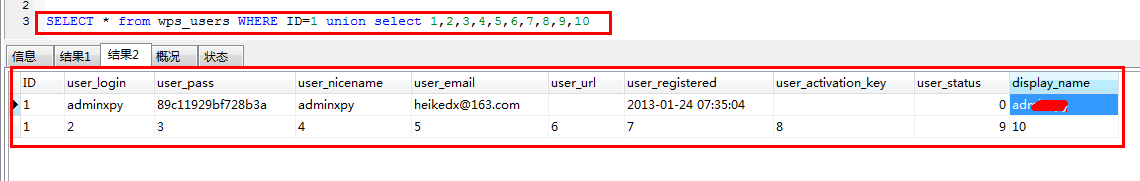 2
3 SELECT * from wps_users WHERE ID=1 union select 1,2,3,4,5,6,7,8,9,10
信息 结果1 结果2 概况 状态
ID user_login user_pass user_nicename user_email user_url user_registered user_activation_key user_status display_name
1 adminxpy 89c11929bf728b3a adminxpy heikedx@163.com 2013-01-24 07:35:04 0
1 2 3 4 5 6 7 8 9 10